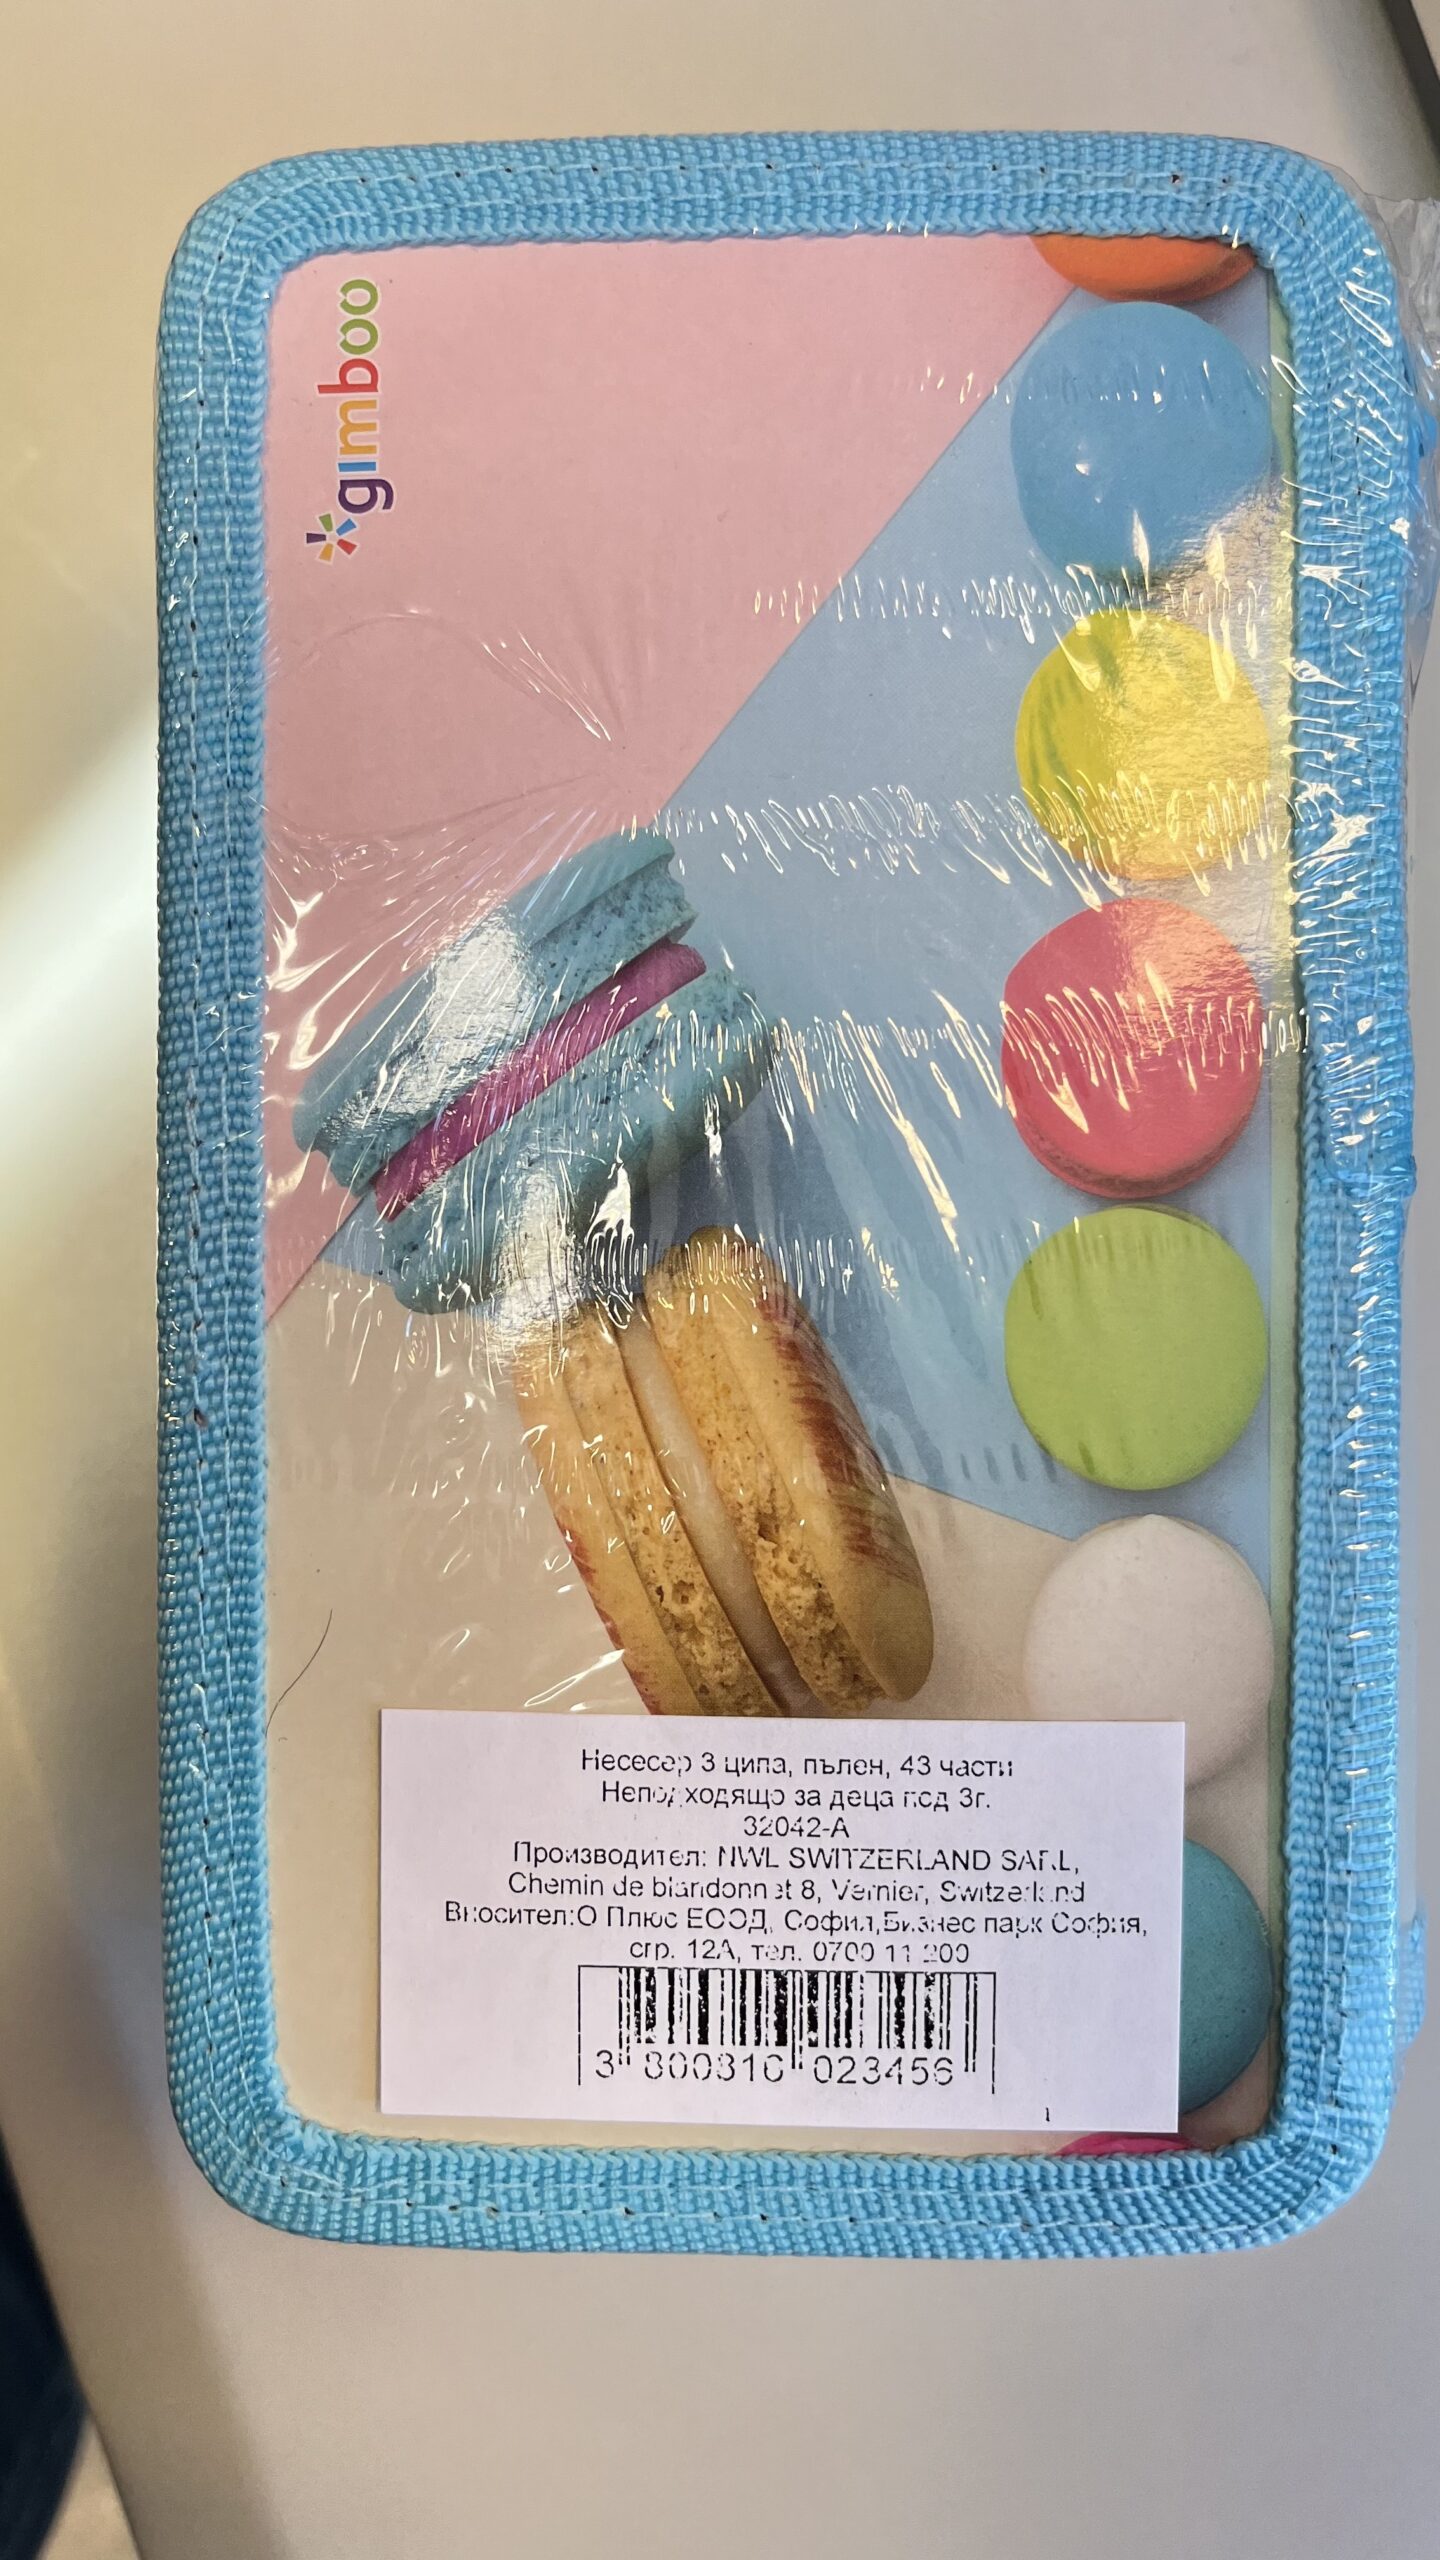 gimboo
Несесер 3 ципа, пълен, 43 части
Неподходящо за деца под 3г.
32042-A
Производител: NWL SWITZERLAND SARL,
Chemin de blandonnet 8, Vernier, Switzerland
Вносител:О Плюс ЕООД, София,Бизнес парк София,
стр. 12А, тел. 0700 11 200
3 800310 023456